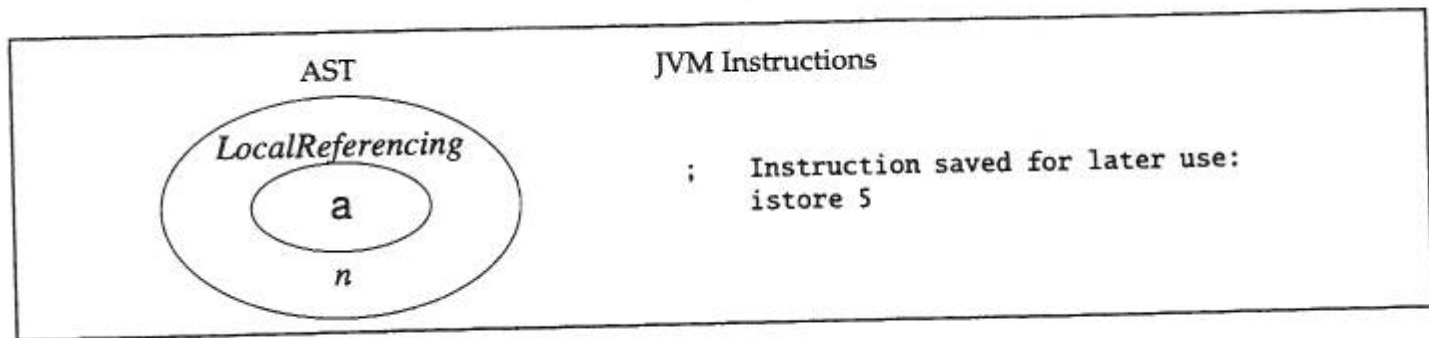 AST
JVM Instructions
LocalReferencing
a
n
; Instruction saved for later use:
istore 5